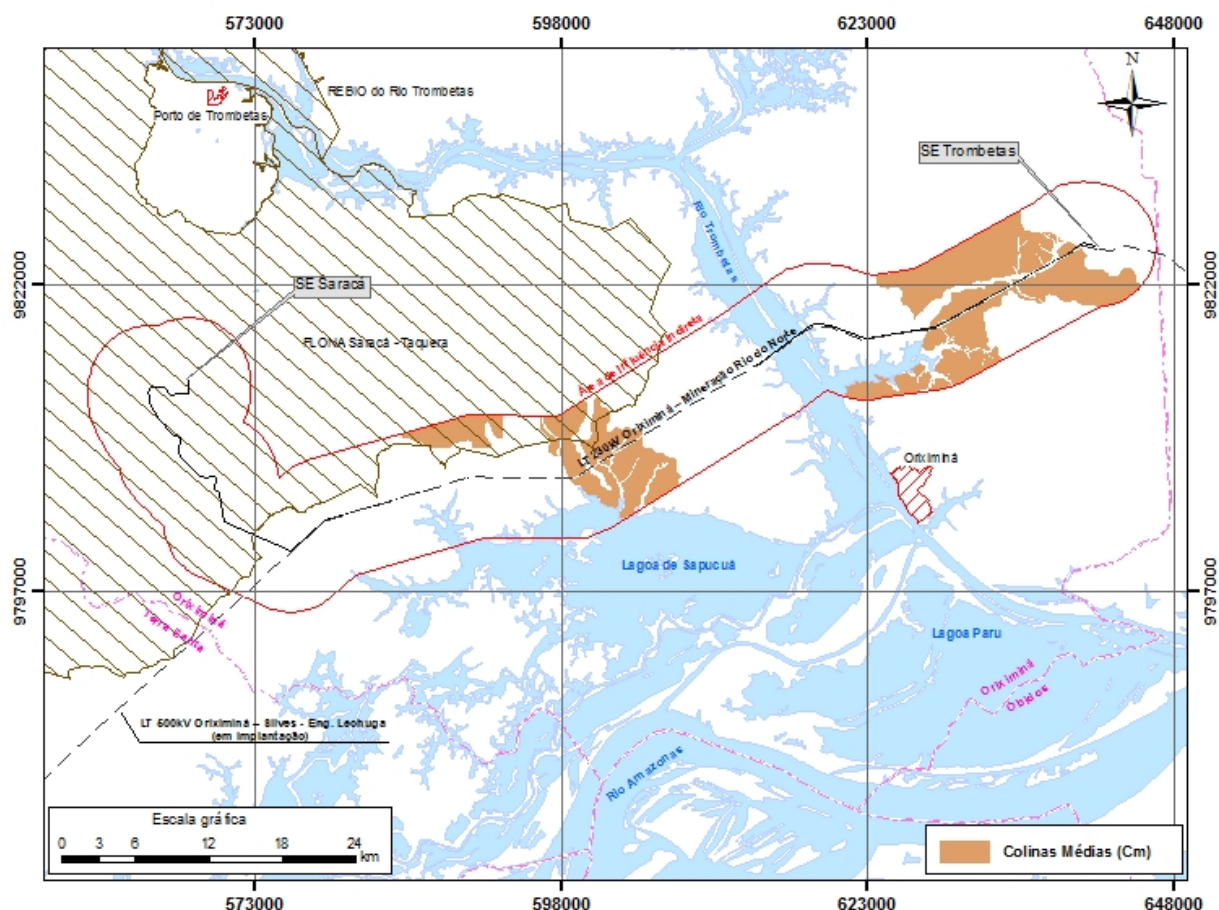 573000
598000
623000
648000
N
REBIO do Rio Trombetas
Porto de Trombetas
SE Trombetas
Rio Trombetas
9822000
9822000
SE Saracá
FLONA Saracá -Taquera
Área de Influência Indireta
LT 230kV Oriximiná – Mineração Rio do Norte
Oriximiná
Lagoa de Sapucuá
9797000
9797000
Oriximiná
Terra Santa
Lagoa Paru
Oriximiná
Óbidos
LT 500kV Oriximiná – Silves - Eng. Lechuga
(em implantação)
Rio Amazonas
Escala gráfica
0 3 6 12 18 24
km
Colinas Médias (Cm)
573000
598000
623000
648000